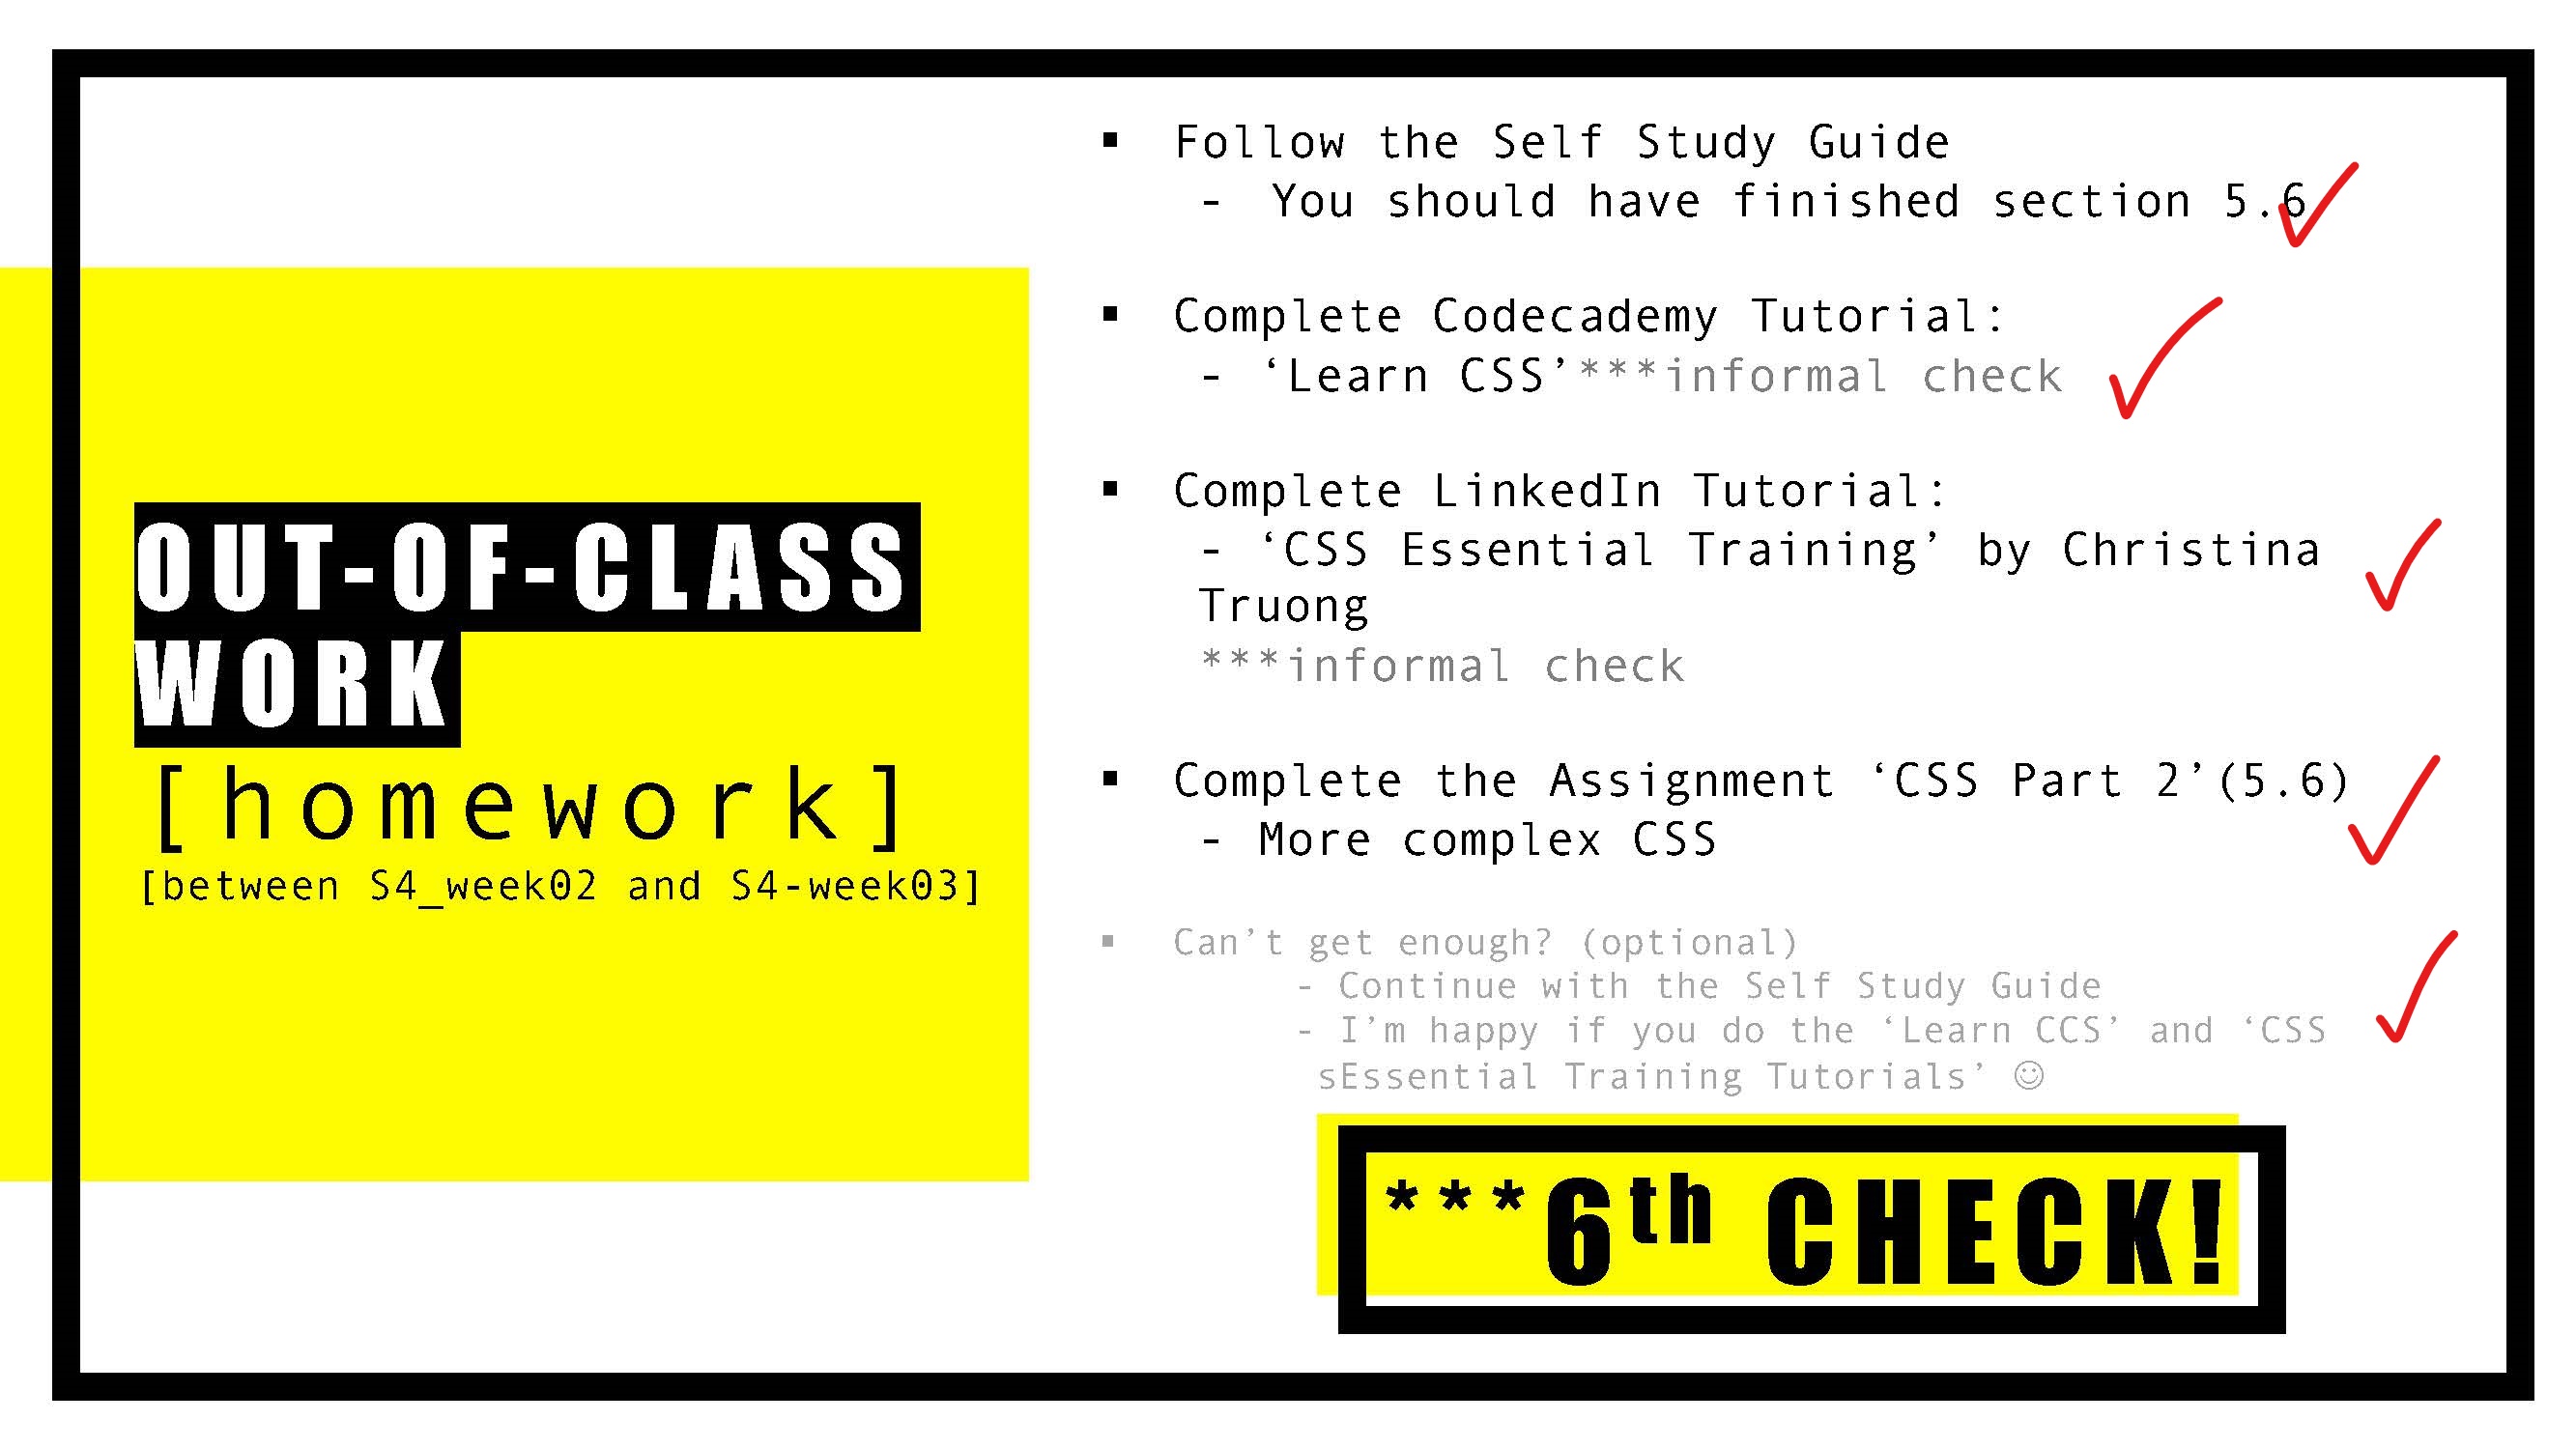 OUT-OF-CLASS
WORK
[homework]
[between S4_week02 and S4-week03]
▪ Follow the Self Study Guide
- You should have finished section 5.6
▪ Complete Codecademy Tutorial:
- ‘Learn CSS’***informal check
▪ Complete LinkedIn Tutorial:
- ‘CSS Essential Training’ by Christina
Truong
***informal check
▪ Complete the Assignment ‘CSS Part 2’(5.6)
- More complex CSS
▪ Can’t get enough? (optional)
- Continue with the Self Study Guide
- I’m happy if you do the ‘Learn CCS’ and ‘CSS
sEssential Training Tutorials’ ☺
***6th CHECK!